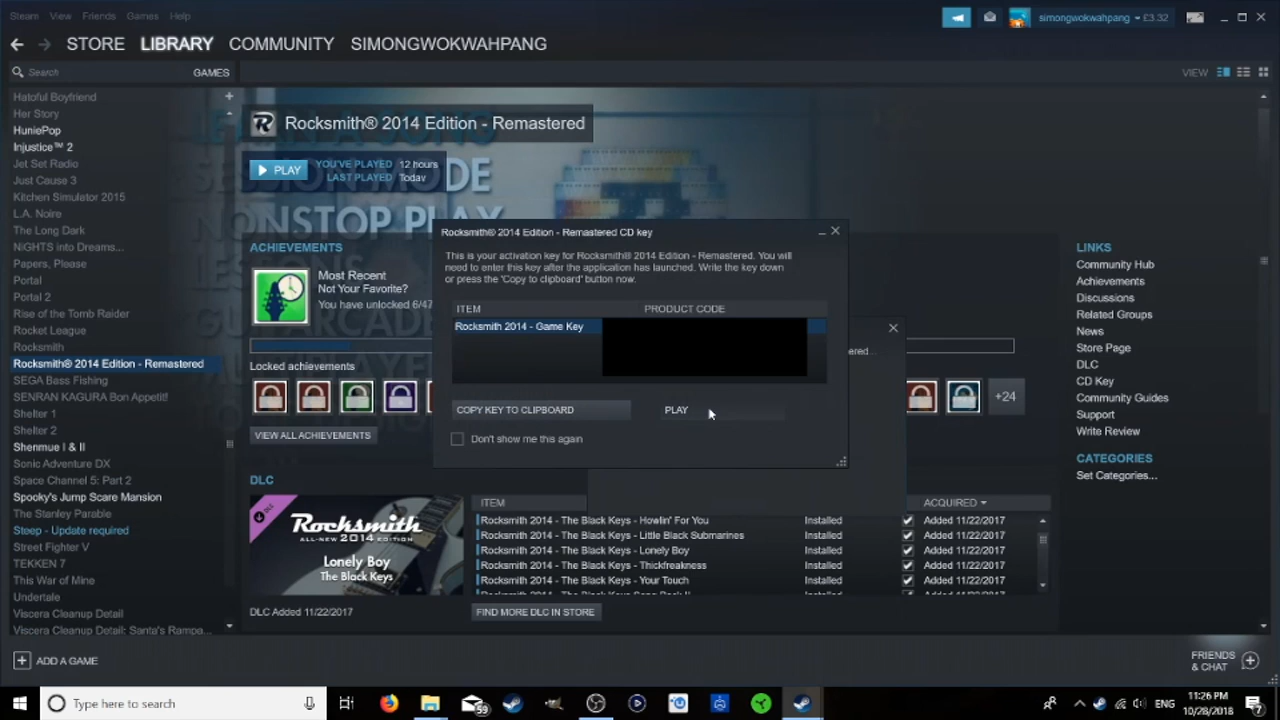 Steam View Friends Games Help
simongwokwahpang £3.32
STORE LIBRARY COMMUNITY SIMONGWOKWAHPANG
Search GAMES
VIEW
Hatoful Boyfriend
Her Story
HuniePop
Injustice™ 2
Jet Set Radio
Just Cause 3
Kitchen Simulator 2015
L.A. Noire
The Long Dark
NiGHTS into Dreams...
Papers, Please
Portal
Portal 2
Rise of the Tomb Raider
Rocket League
Rocksmith
Rocksmith® 2014 Edition - Remastered
SEGA Bass Fishing
SENRAN KAGURA Bon Appetit!
Shelter 1
Shelter 2
Shenmue I & II
Sonic Adventure DX
Space Channel 5: Part 2
Spooky's Jump Scare Mansion
The Stanley Parable
Steep - Update required
Street Fighter V
TEKKEN 7
This War of Mine
Undertale
Viscera Cleanup Detail
Viscera Cleanup Detail: Santa's Rampa...
Rocksmith® 2014 Edition - Remastered
PLAY
YOU'VE PLAYED 12 hours
LAST PLAYED Today
NONSTOP PLAY
ACHIEVEMENTS
Most Recent
Not Your Favorite?
You have unlocked 6/47
Locked achievements
+24
VIEW ALL ACHIEVEMENTS
Rocksmith® 2014 Edition - Remastered CD key
This is your activation key for Rocksmith® 2014 Edition - Remastered. You will
need to enter this key after the application has launched. Write the key down
or press the 'Copy to clipboard' button now.
ITEM PRODUCT CODE
Rocksmith 2014 - Game Key
COPY KEY TO CLIPBOARD PLAY
Don't show me this again
ered...
LINKS
Community Hub
Achievements
Discussions
Related Groups
News
Store Page
DLC
CD Key
Community Guides
Support
Write Review
CATEGORIES
Set Categories...
DLC
DLC
Rocksmith
ALL-NEW 2014 EDITION
Lonely Boy
The Black Keys
DLC Added 11/22/2017
ITEM ACQUIRED
Rocksmith 2014 - The Black Keys - Howlin' For You Installed Added 11/22/2017
Rocksmith 2014 - The Black Keys - Little Black Submarines Installed Added 11/22/2017
Rocksmith 2014 - The Black Keys - Lonely Boy Installed Added 11/22/2017
Rocksmith 2014 - The Black Keys - Thickfreakness Installed Added 11/22/2017
Rocksmith 2014 - The Black Keys - Your Touch Installed Added 11/22/2017
FIND MORE DLC IN STORE
ADD A GAME
FRIENDS
& CHAT
Type here to search
59
ENG
11:26 PM
10/28/2018
7